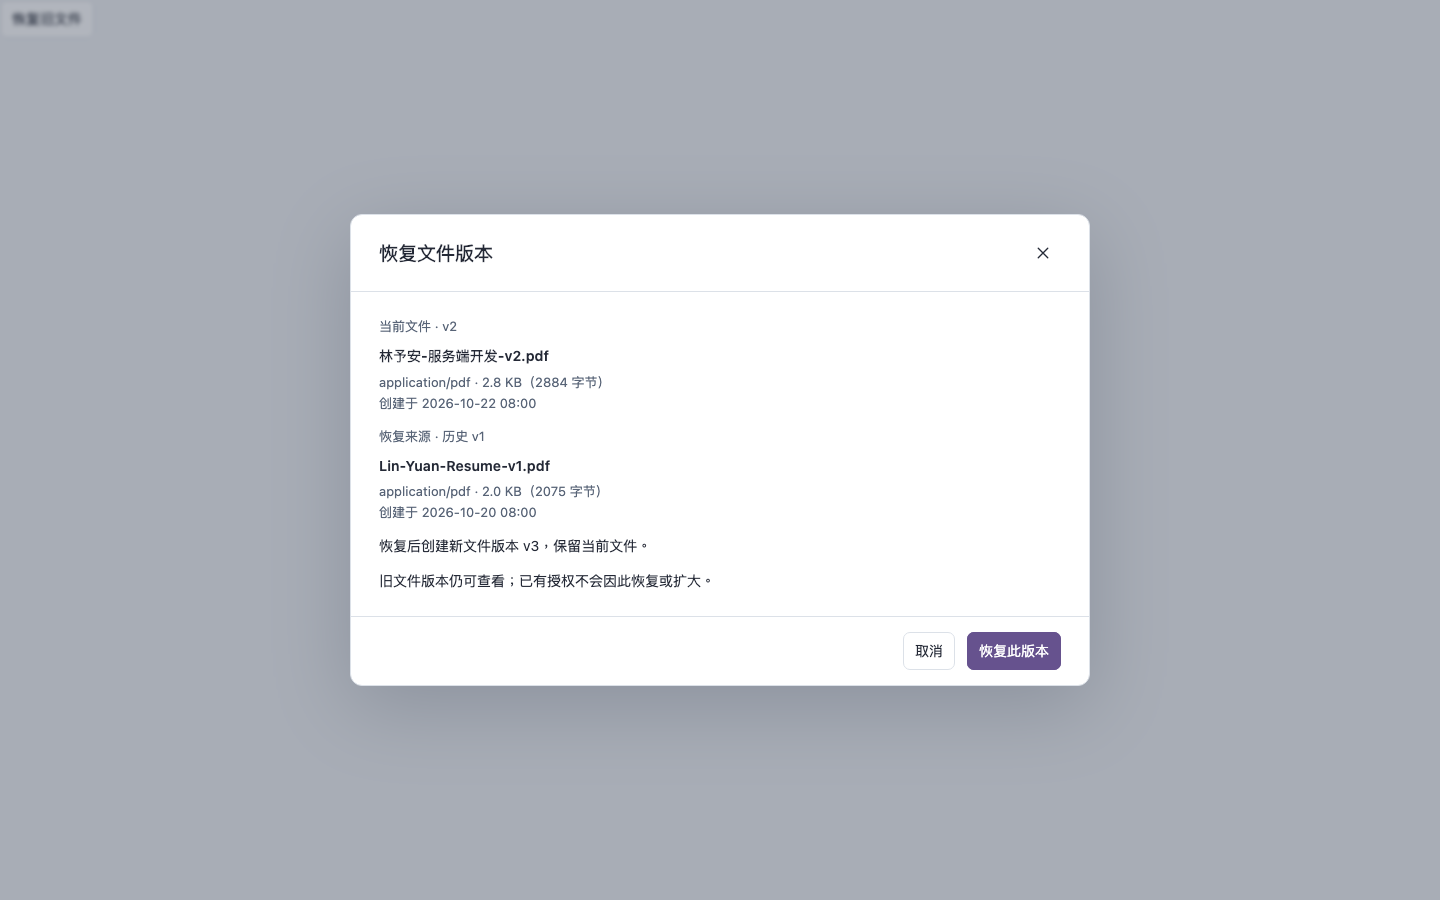 恢复旧文件
恢复文件版本
当前文件 · v2
林予安-服务端开发-v2.pdf
application/pdf · 2.8 KB（2884 字节）
创建于 2026-10-22 08:00
恢复来源 · 历史 v1
Lin-Yuan-Resume-v1.pdf
application/pdf · 2.0 KB（2075 字节）
创建于 2026-10-20 08:00
恢复后创建新文件版本 v3，保留当前文件。
旧文件版本仍可查看；已有授权不会因此恢复或扩大。
取消
恢复此版本